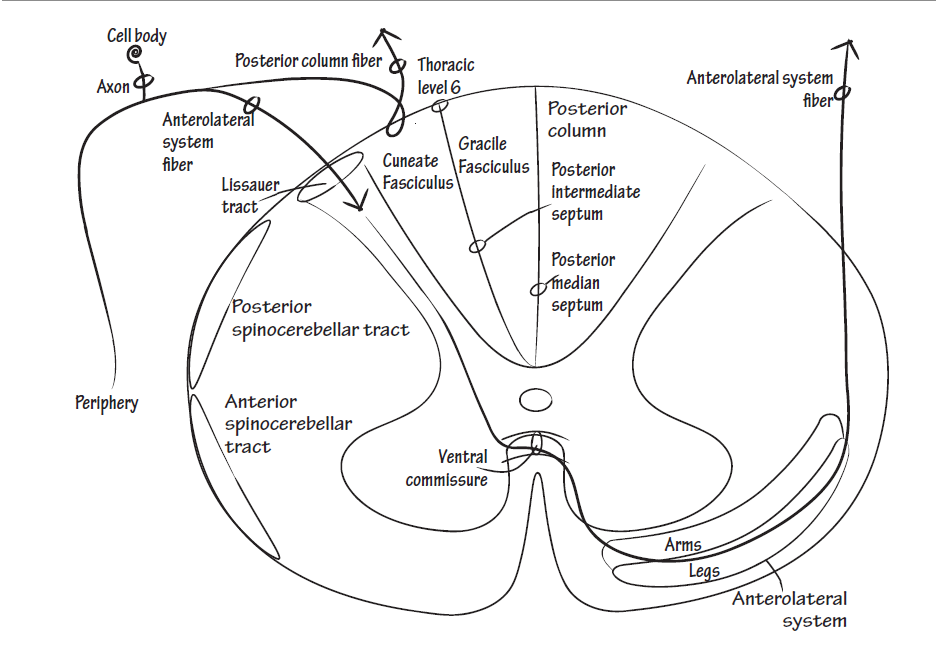 Cell body
Axon
Posterior column fiber
Thoracic
level 6
Anterolateral system
fiber
Anterolateral
system
fiber
Posterior
column
Cuneate
Fasciculus
Gracile
Fasciculus
Posterior
intermediate
septum
Lissauer
tract
Posterior
median
septum
Posterior
spinocerebellar tract
Periphery
Anterior
spinocerebellar
tract
Ventral
commissure
Arms
Legs
Anterolateral
system